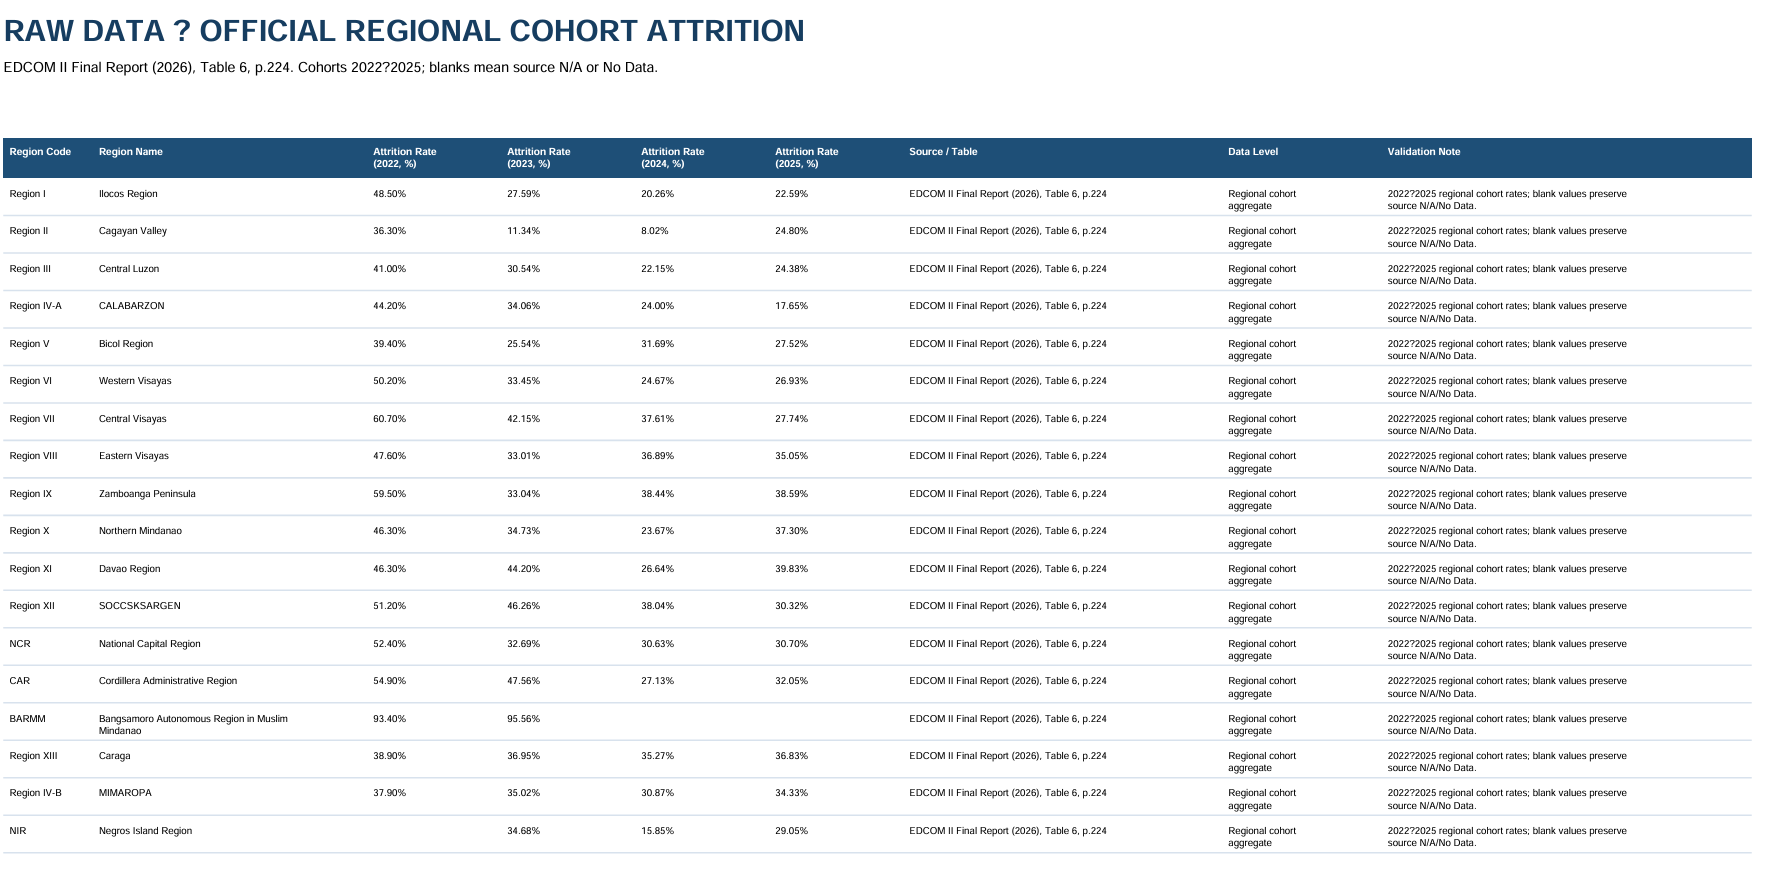 RAW DATA ? OFFICIAL REGIONAL COHORT ATTRITION
EDCOM II Final Report (2026), Table 6, p.224. Cohorts 2022?2025; blanks mean source N/A or No Data.
Region Code Region Name Attrition Rate (2022, %) Attrition Rate (2023, %) Attrition Rate (2024, %) Attrition Rate (2025, %) Source / Table Data Level Validation Note
Region I Ilocos Region 48.50% 27.59% 20.26% 22.59% EDCOM II Final Report (2026), Table 6, p.224 Regional cohort aggregate 2022?2025 regional cohort rates; blank values preserve source N/A/No Data.
Region II Cagayan Valley 36.30% 11.34% 8.02% 24.80% EDCOM II Final Report (2026), Table 6, p.224 Regional cohort aggregate 2022?2025 regional cohort rates; blank values preserve source N/A/No Data.
Region III Central Luzon 41.00% 30.54% 22.15% 24.38% EDCOM II Final Report (2026), Table 6, p.224 Regional cohort aggregate 2022?2025 regional cohort rates; blank values preserve source N/A/No Data.
Region IV-A CALABARZON 44.20% 34.06% 24.00% 17.65% EDCOM II Final Report (2026), Table 6, p.224 Regional cohort aggregate 2022?2025 regional cohort rates; blank values preserve source N/A/No Data.
Region V Bicol Region 39.40% 25.54% 31.69% 27.52% EDCOM II Final Report (2026), Table 6, p.224 Regional cohort aggregate 2022?2025 regional cohort rates; blank values preserve source N/A/No Data.
Region VI Western Visayas 50.20% 33.45% 24.67% 26.93% EDCOM II Final Report (2026), Table 6, p.224 Regional cohort aggregate 2022?2025 regional cohort rates; blank values preserve source N/A/No Data.
Region VII Central Visayas 60.70% 42.15% 37.61% 27.74% EDCOM II Final Report (2026), Table 6, p.224 Regional cohort aggregate 2022?2025 regional cohort rates; blank values preserve source N/A/No Data.
Region VIII Eastern Visayas 47.60% 33.01% 36.89% 35.05% EDCOM II Final Report (2026), Table 6, p.224 Regional cohort aggregate 2022?2025 regional cohort rates; blank values preserve source N/A/No Data.
Region IX Zamboanga Peninsula 59.50% 33.04% 38.44% 38.59% EDCOM II Final Report (2026), Table 6, p.224 Regional cohort aggregate 2022?2025 regional cohort rates; blank values preserve source N/A/No Data.
Region X Northern Mindanao 46.30% 34.73% 23.67% 37.30% EDCOM II Final Report (2026), Table 6, p.224 Regional cohort aggregate 2022?2025 regional cohort rates; blank values preserve source N/A/No Data.
Region XI Davao Region 46.30% 44.20% 26.64% 39.83% EDCOM II Final Report (2026), Table 6, p.224 Regional cohort aggregate 2022?2025 regional cohort rates; blank values preserve source N/A/No Data.
Region XII SOCCSKSARGEN 51.20% 46.26% 38.04% 30.32% EDCOM II Final Report (2026), Table 6, p.224 Regional cohort aggregate 2022?2025 regional cohort rates; blank values preserve source N/A/No Data.
NCR National Capital Region 52.40% 32.69% 30.63% 30.70% EDCOM II Final Report (2026), Table 6, p.224 Regional cohort aggregate 2022?2025 regional cohort rates; blank values preserve source N/A/No Data.
CAR Cordillera Administrative Region 54.90% 47.56% 27.13% 32.05% EDCOM II Final Report (2026), Table 6, p.224 Regional cohort aggregate 2022?2025 regional cohort rates; blank values preserve source N/A/No Data.
BARMM Bangsamoro Autonomous Region in Muslim Mindanao 93.40% 95.56% EDCOM II Final Report (2026), Table 6, p.224 Regional cohort aggregate 2022?2025 regional cohort rates; blank values preserve source N/A/No Data.
Region XIII Caraga 38.90% 36.95% 35.27% 36.83% EDCOM II Final Report (2026), Table 6, p.224 Regional cohort aggregate 2022?2025 regional cohort rates; blank values preserve source N/A/No Data.
Region IV-B MIMAROPA 37.90% 35.02% 30.87% 34.33% EDCOM II Final Report (2026), Table 6, p.224 Regional cohort aggregate 2022?2025 regional cohort rates; blank values preserve source N/A/No Data.
NIR Negros Island Region 34.68% 15.85% 29.05% EDCOM II Final Report (2026), Table 6, p.224 Regional cohort aggregate 2022?2025 regional cohort rates; blank values preserve source N/A/No Data.